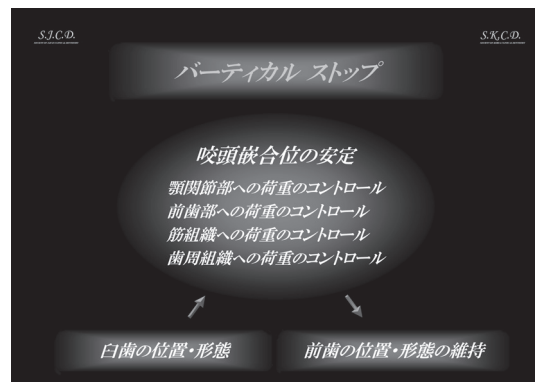 S.J.C.D.
S.K.C.D.
バーティカル ストップ
咬頭嵌合位の安定
顎関節部への荷重のコントロール
前歯部への荷重のコントロール
筋組織への荷重のコントロール
歯周組織への荷重のコントロール
臼歯の位置・形態
前歯の位置・形態の維持